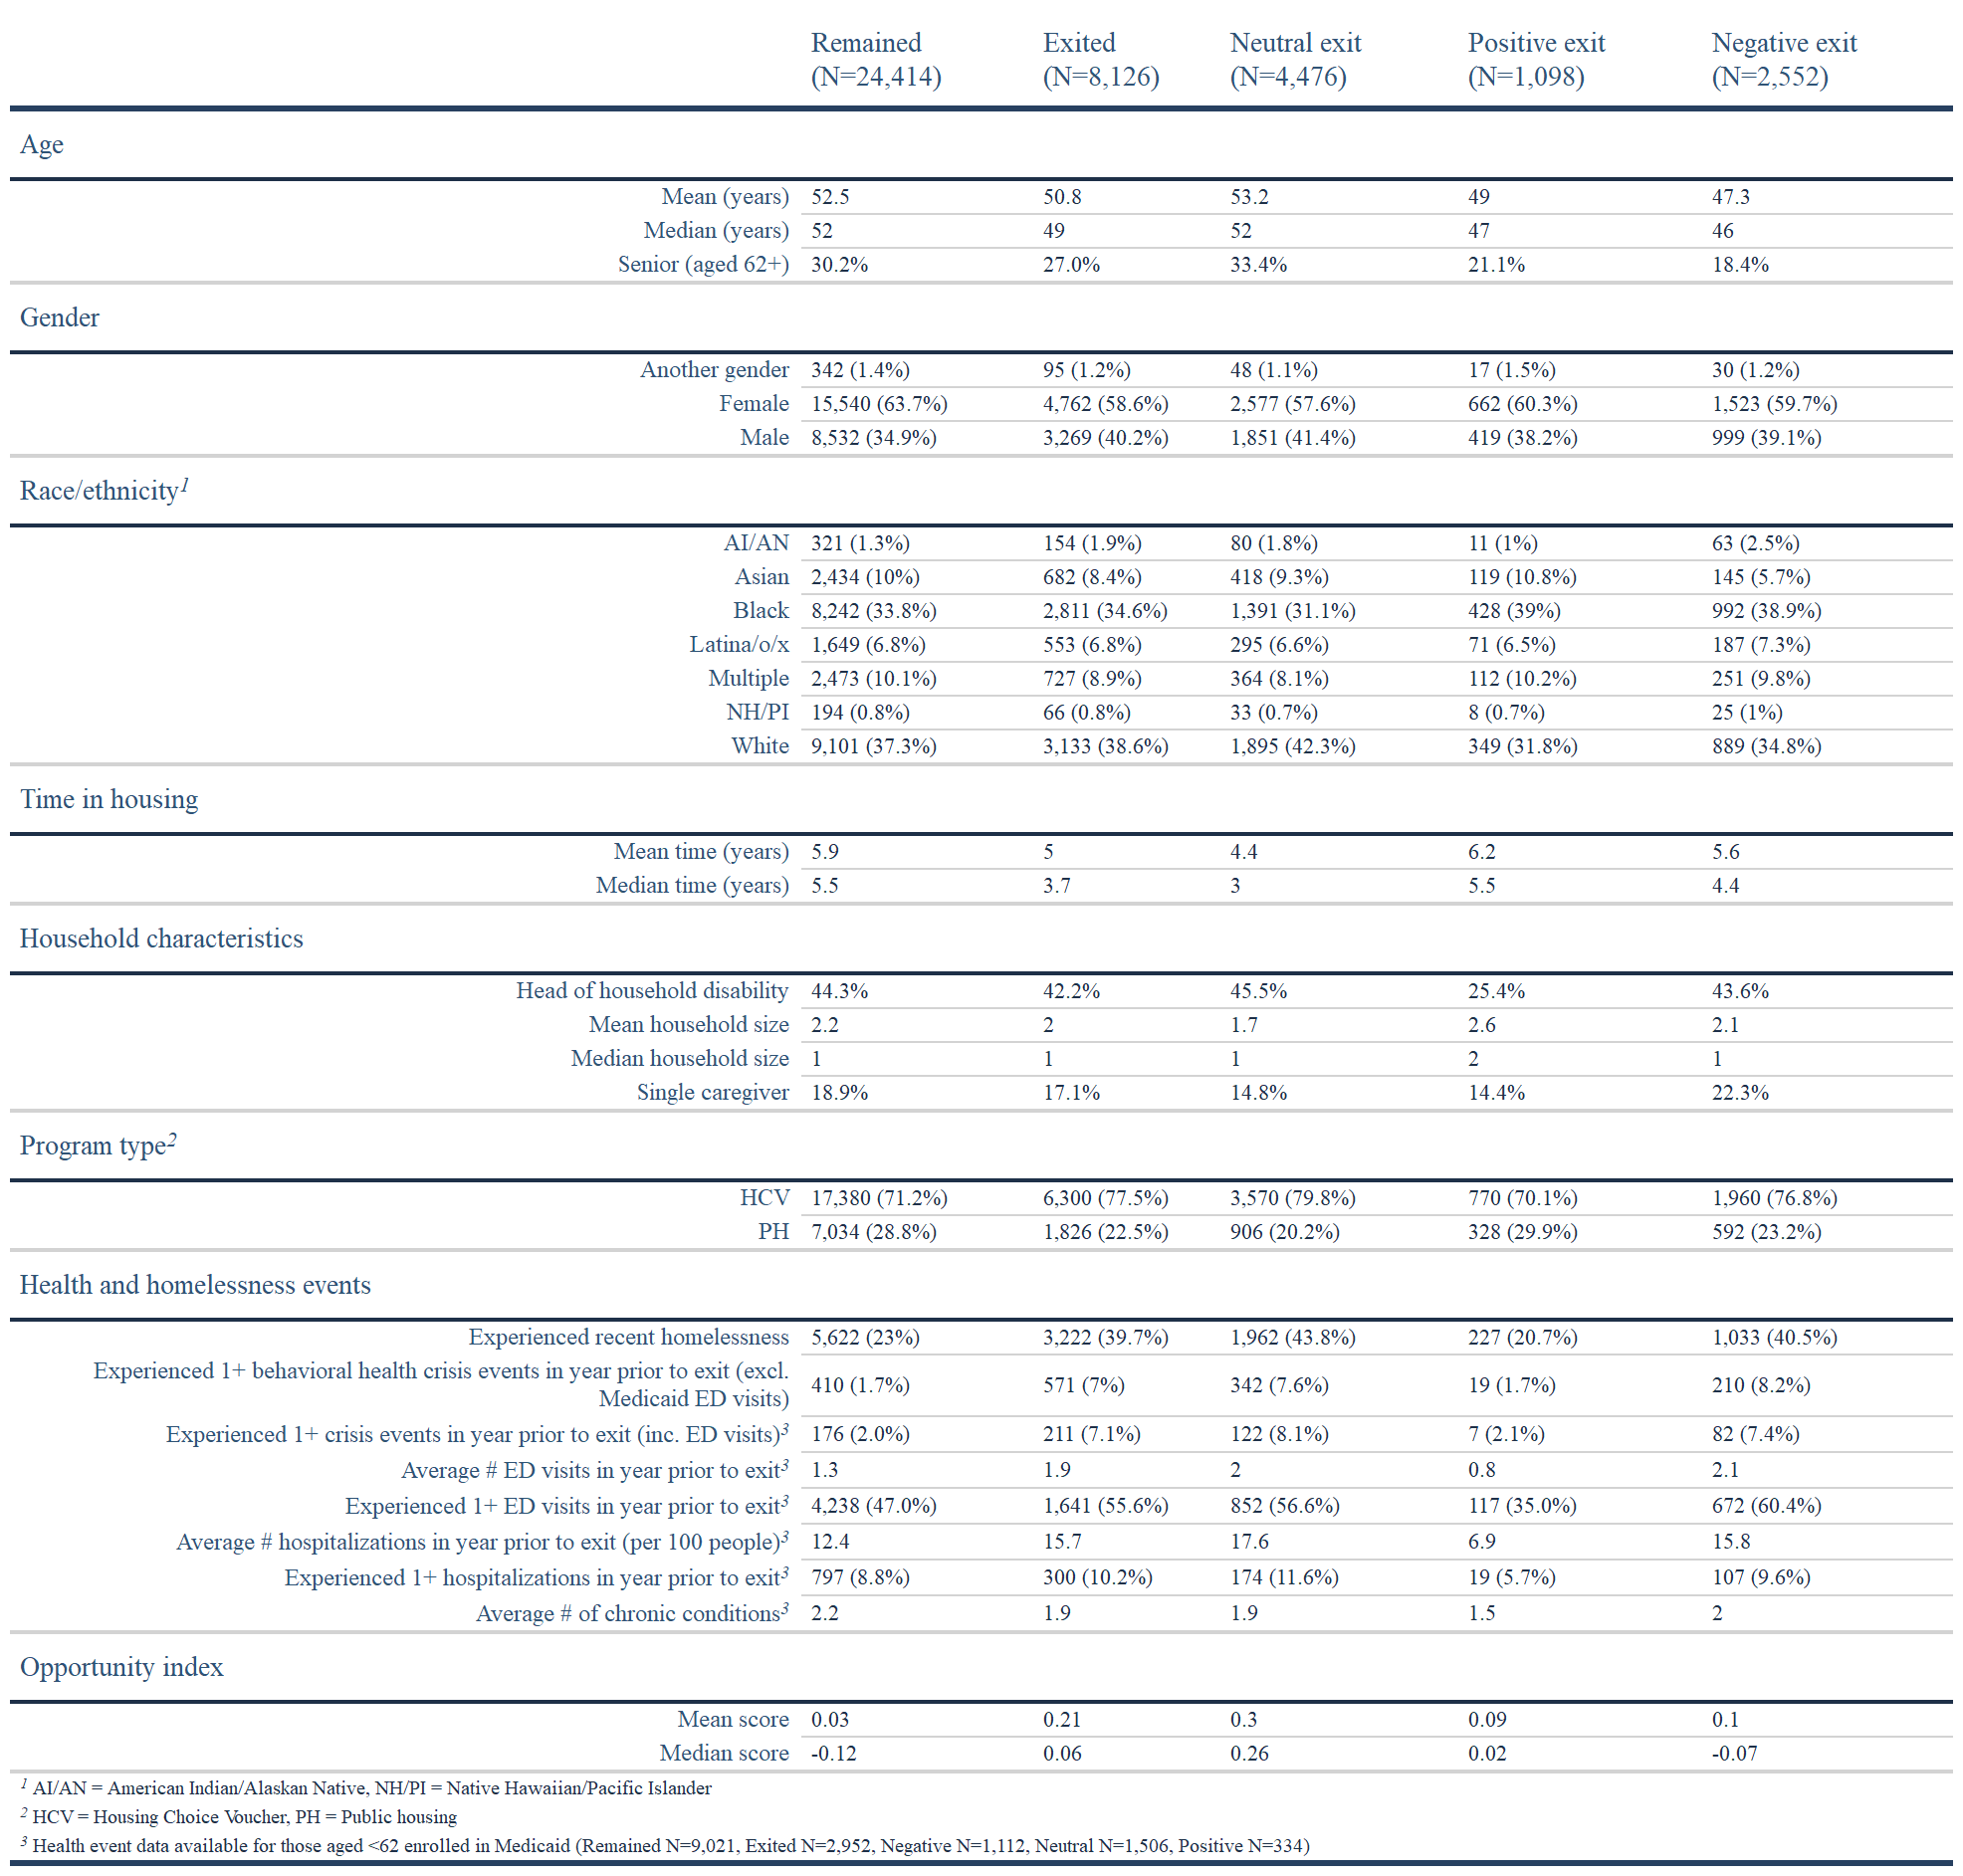 Remained Exited Neutral exit Positive exit Negative exit
(N=24,414) (N=8,126) (N=4,476) (N=1,098) (N=2,552)
Age
Mean (years) 52.5 50.8 53.2 49 47.3
Median (years) 52 49 52 47 46
Senior (aged 62+) 30.2% 27.0% 33.4% 21.1% 18.4%
Gender
Another gender 342 (1.4%) 95 (1.2%) 48 (1.1%) 17 (1.5%) 30 (1.2%)
Female 15,540 (63.7%) 4,762 (58.6%) 2,577 (57.6%) 662 (60.3%) 1,523 (59.7%)
Male 8,532 (34.9%) 3,269 (40.2%) 1,851 (41.4%) 419 (38.2%) 999 (39.1%)
Race/ethnicity1
AI/AN 321 (1.3%) 154 (1.9%) 80 (1.8%) 11 (1%) 63 (2.5%)
Asian 2,434 (10%) 682 (8.4%) 418 (9.3%) 119 (10.8%) 145 (5.7%)
Black 8,242 (33.8%) 2,811 (34.6%) 1,391 (31.1%) 428 (39%) 992 (38.9%)
Latina/o/x 1,649 (6.8%) 553 (6.8%) 295 (6.6%) 71 (6.5%) 187 (7.3%)
Multiple 2,473 (10.1%) 727 (8.9%) 364 (8.1%) 112 (10.2%) 251 (9.8%)
NH/PI 194 (0.8%) 66 (0.8%) 33 (0.7%) 8 (0.7%) 25 (1%)
White 9,101 (37.3%) 3,133 (38.6%) 1,895 (42.3%) 349 (31.8%) 889 (34.8%)
Time in housing
Mean time (years) 5.9 5 4.4 6.2 5.6
Median time (years) 5.5 3.7 3 5.5 4.4
Household characteristics
Head of household disability 44.3% 42.2% 45.5% 25.4% 43.6%
Mean household size 2.2 2 1.7 2.6 2.1
Median household size 1 1 1 2 1
Single caregiver 18.9% 17.1% 14.8% 14.4% 22.3%
Program type2
HCV 17,380 (71.2%) 6,300 (77.5%) 3,570 (79.8%) 770 (70.1%) 1,960 (76.8%)
PH 7,034 (28.8%) 1,826 (22.5%) 906 (20.2%) 328 (29.9%) 592 (23.2%)
Health and homelessness events
Experienced recent homelessness 5,622 (23%) 3,222 (39.7%) 1,962 (43.8%) 227 (20.7%) 1,033 (40.5%)
Experienced 1+ behavioral health crisis events in year prior to exit (excl.
Medicaid ED visits) 410 (1.7%) 571 (7%) 342 (7.6%) 19 (1.7%) 210 (8.2%)
Experienced 1+ crisis events in year prior to exit (inc. ED visits)3 176 (2.0%) 211 (7.1%) 122 (8.1%) 7 (2.1%) 82 (7.4%)
Average # ED visits in year prior to exit3 1.3 1.9 2 0.8 2.1
Experienced 1+ ED visits in year prior to exit3 4,238 (47.0%) 1,641 (55.6%) 852 (56.6%) 117 (35.0%) 672 (60.4%)
Average # hospitalizations in year prior to exit (per 100 people)3 12.4 15.7 17.6 6.9 15.8
Experienced 1+ hospitalizations in year prior to exit3 797 (8.8%) 300 (10.2%) 174 (11.6%) 19 (5.7%) 107 (9.6%)
Average # of chronic conditions3 2.2 1.9 1.9 1.5 2
Opportunity index
Mean score 0.03 0.21 0.3 0.09 0.1
Median score -0.12 0.06 0.26 0.02 -0.07
1 AI/AN = American Indian/Alaskan Native, NH/PI = Native Hawaiian/Pacific Islander
2 HCV = Housing Choice Voucher, PH = Public housing
3 Health event data available for those aged <62 enrolled in Medicaid (Remained N=9,021, Exited N=2,952, Negative N=1,112, Neutral N=1,506, Positive N=334)